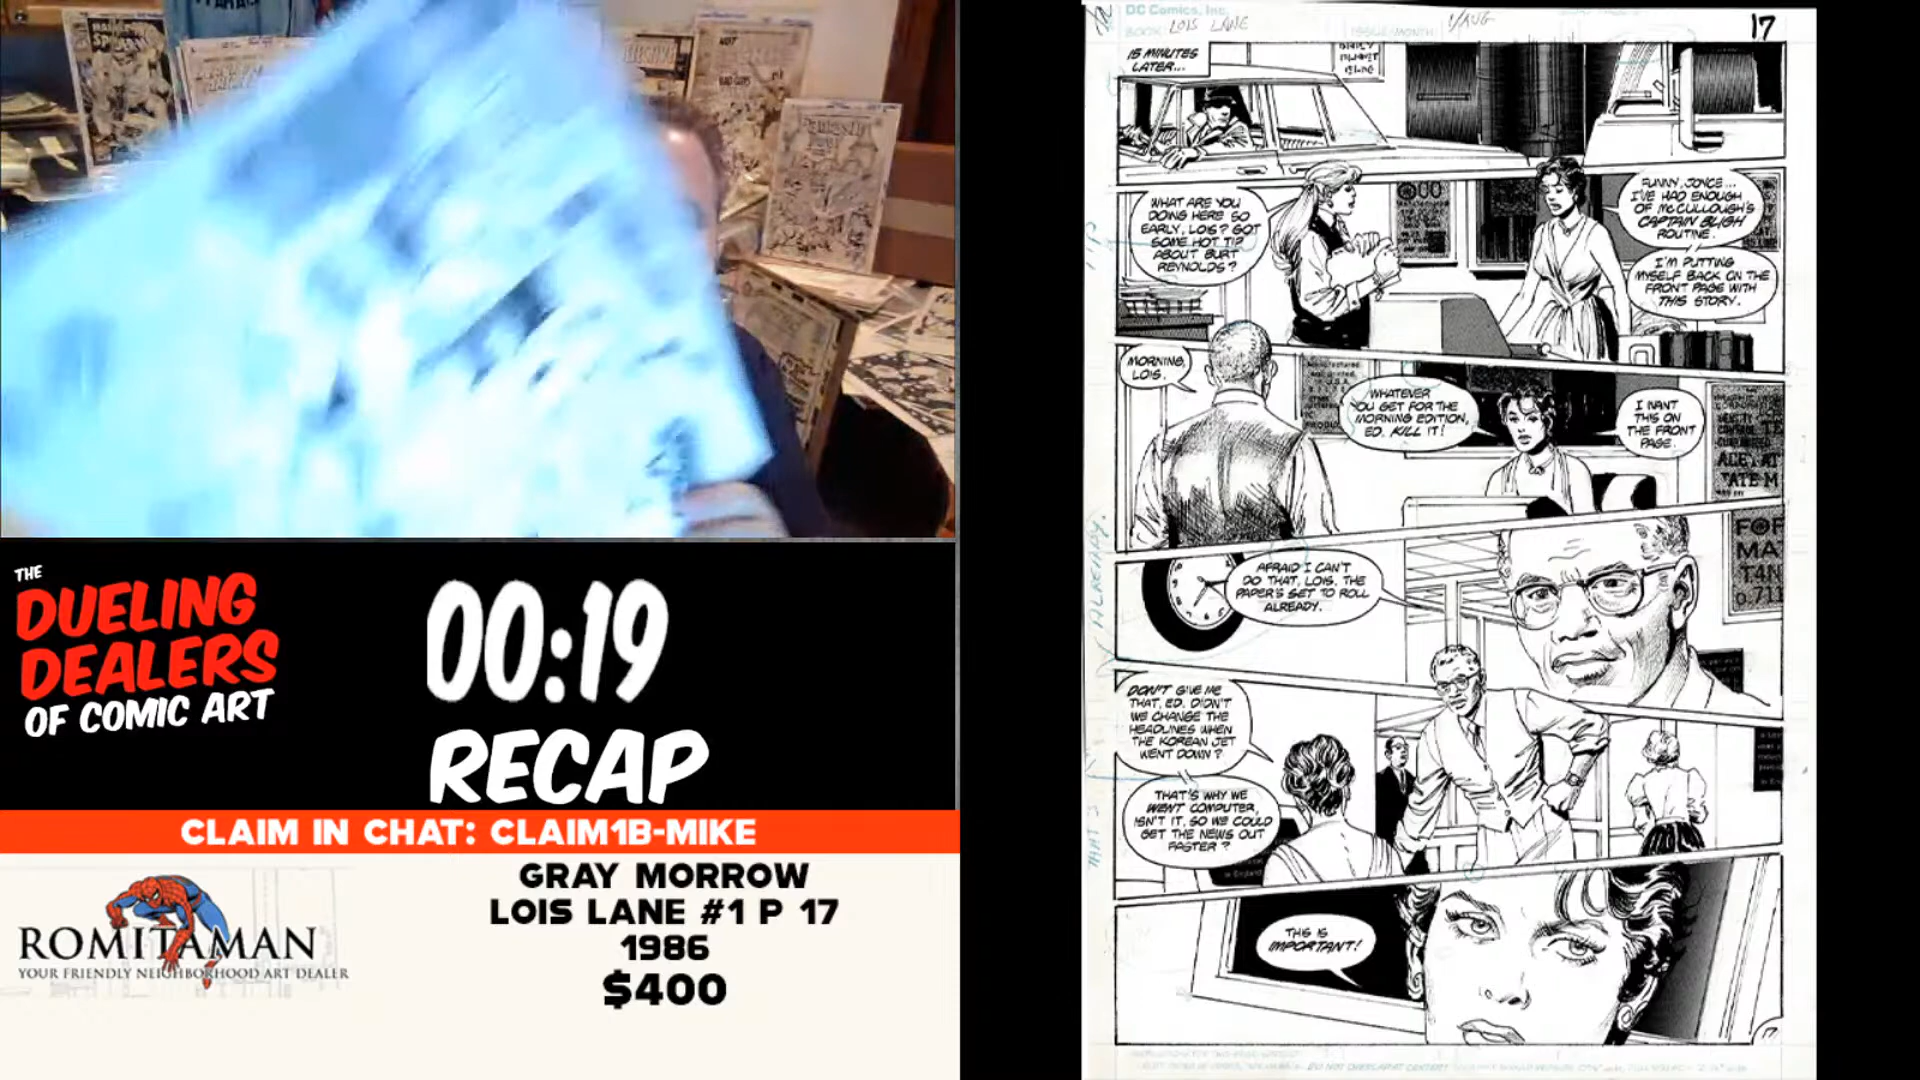 THE
DUELING
DEALERS
OF COMIC ART
00:19
RECAP
CLAIM IN CHAT: CLAIM1B-MIKE
ROMITAMAN
YOUR FRIENDLY NEIGHBORHOOD ART DEALER
GRAY MORROW
LOIS LANE #1 P 17
1986
$400
DC Comics, Inc.
BOOK LOIS LANE
ISSUE/MONTH 1/AUG
17
15 MINUTES
LATER...
WHAT ARE YOU
DOING HERE SO
EARLY, LOIS? GOT
SOME HOT TIP
ABOUT BURT
REYNOLDS?
FUNNY, JOYCE...
I'VE HAD ENOUGH
OF McCULLOUGH'S
CAPTAIN BLIGH
ROUTINE.
I'M PUTTING
MYSELF BACK ON THE
FRONT PAGE WITH
THIS STORY.
MORNING,
LOIS.
WHATEVER
YOU GET FOR THE
MORNING EDITION,
ED. KILL IT!
I WANT
THIS ON
THE FRONT
PAGE.
AFRAID I CAN'T
DO THAT, LOIS. THE
PAPER'S SET TO ROLL
ALREADY.
DON'T GIVE ME
THAT, ED. DIDN'T
WE CHANGE THE
HEADLINES WHEN
THE KOREAN JET
WENT DOWN?
THAT'S WHY WE
WENT COMPUTER,
ISN'T IT, SO WE COULD
GET THE NEWS OUT
FASTER?
THIS IS
IMPORTANT!
17